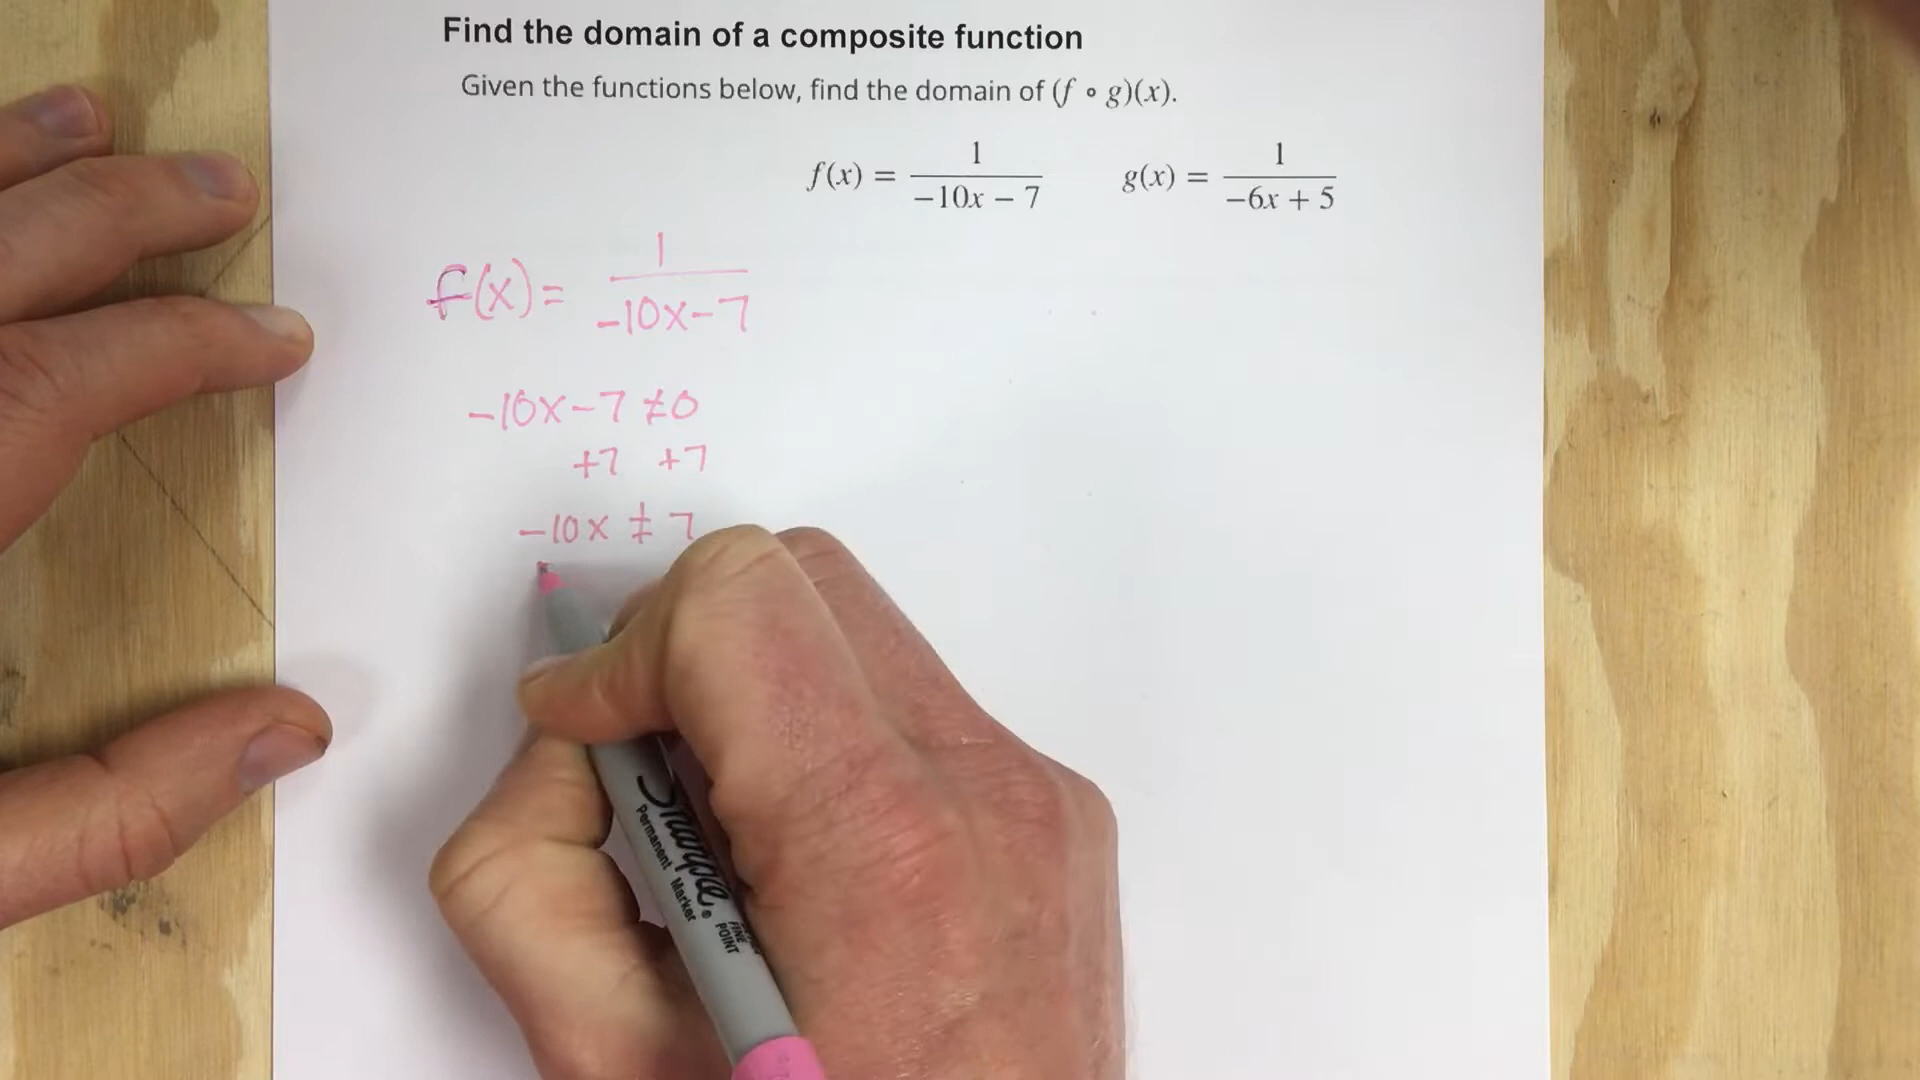 Find the domain of a composite function
Given the functions below, find the domain of (f ∘ g)(x).
f(x) = 1/(−10x − 7)  g(x) = 1/(−6x + 5)
f(x) = 1/(-10x-7)
-10x-7 ≠ 0
+7 +7
-10x ≠ 7
Sharpie®
Permanent Marker
FINE
POINT